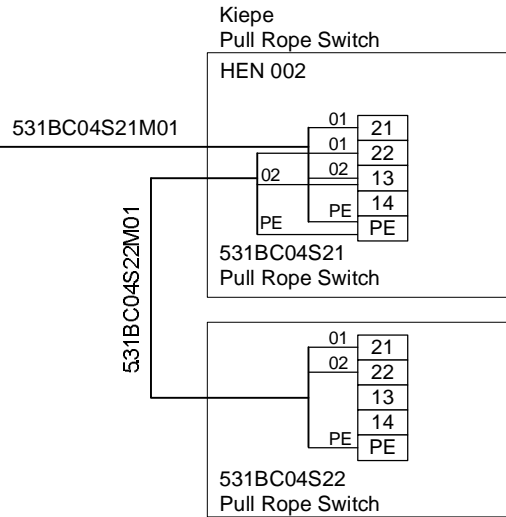 Kiepe
Pull Rope Switch
HEN 002
531BC04S21M01
01 21
01 22
02 02 13
14
PE PE PE
531BC04S21
Pull Rope Switch
531BC04S22M01
01 21
02 22
13
14
PE PE
531BC04S22
Pull Rope Switch